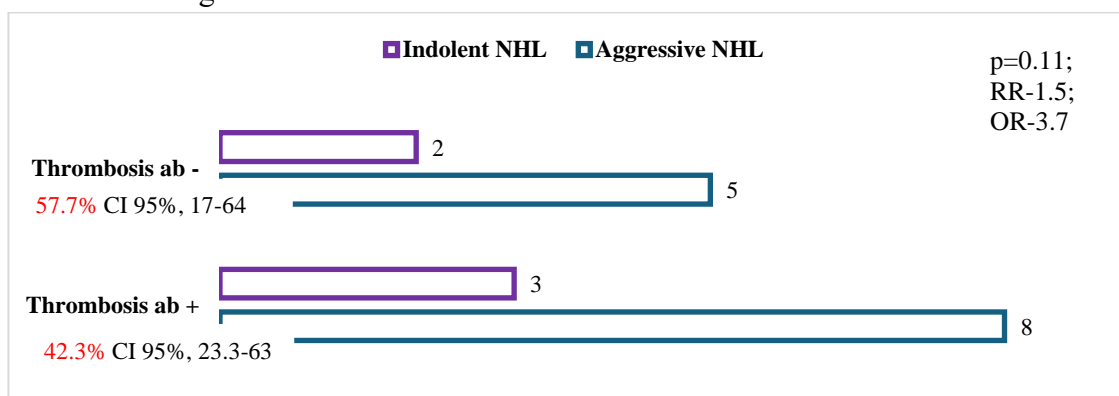 g
Indolent NHL Aggressive NHL
p=0.11;
RR-1.5;
OR-3.7
2
Thrombosis ab -
5
57.7% CI 95%, 17-64
3
Thrombosis ab +
8
42.3% CI 95%, 23.3-63